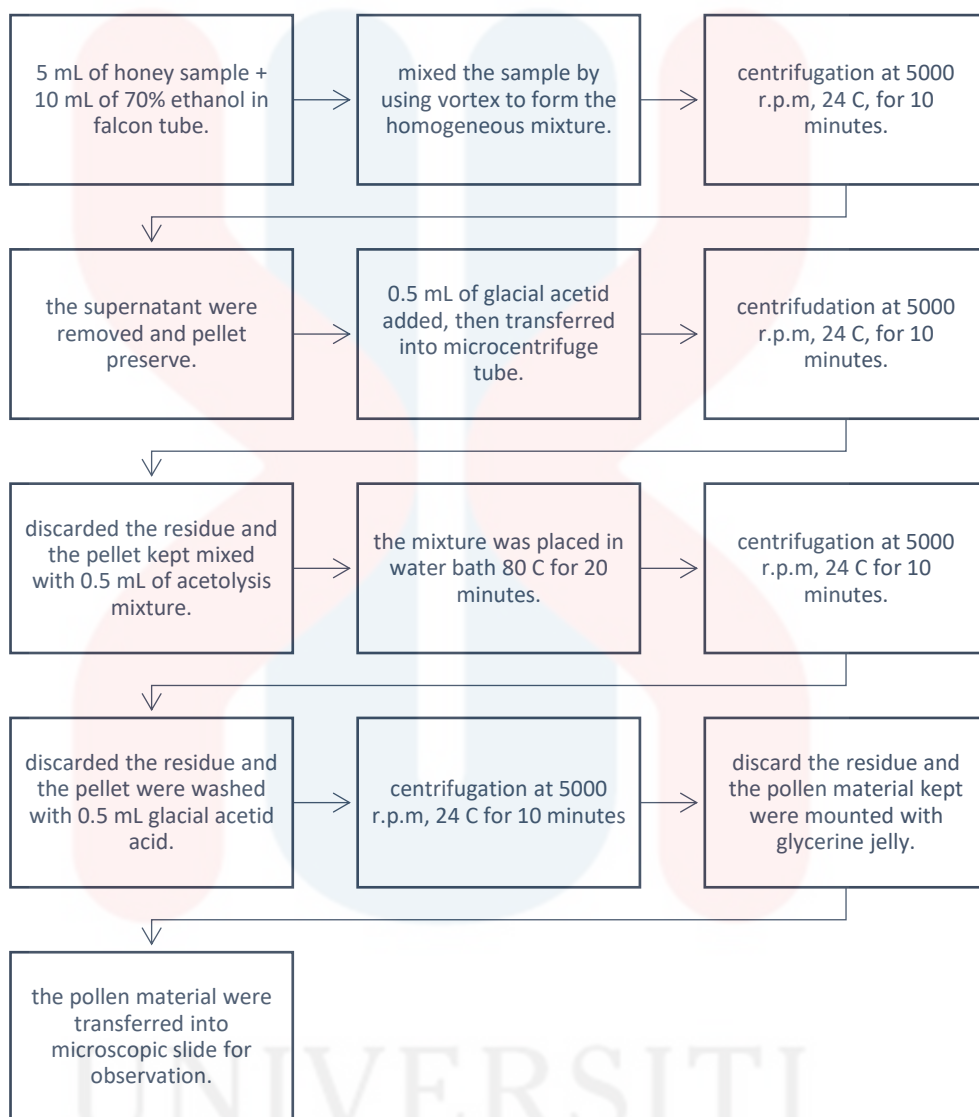 5 mL of honey sample +
10 mL of 70% ethanol in
falcon tube.
mixed the sample by
using vortex to form the
homogeneous mixture.
centrifugation at 5000
r.p.m, 24 C, for 10
minutes.
the supernatant were
removed and pellet
preserve.
0.5 mL of glacial acetid
added, then transferred
into microcentrifuge
tube.
centrifudation at 5000
r.p.m, 24 C, for 10
minutes.
discarded the residue and
the pellet kept mixed
with 0.5 mL of acetolysis
mixture.
the mixture was placed in
water bath 80 C for 20
minutes.
centrifugation at 5000
r.p.m, 24 C for 10
minutes.
discarded the residue and
the pellet were washed
with 0.5 mL glacial acetid
acid.
centrifugation at 5000
r.p.m, 24 C for 10 minutes
discard the residue and
the pollen material kept
were mounted with
glycerine jelly.
the pollen material were
transferred into
microscopic slide for
observation.
UNIVERSITI